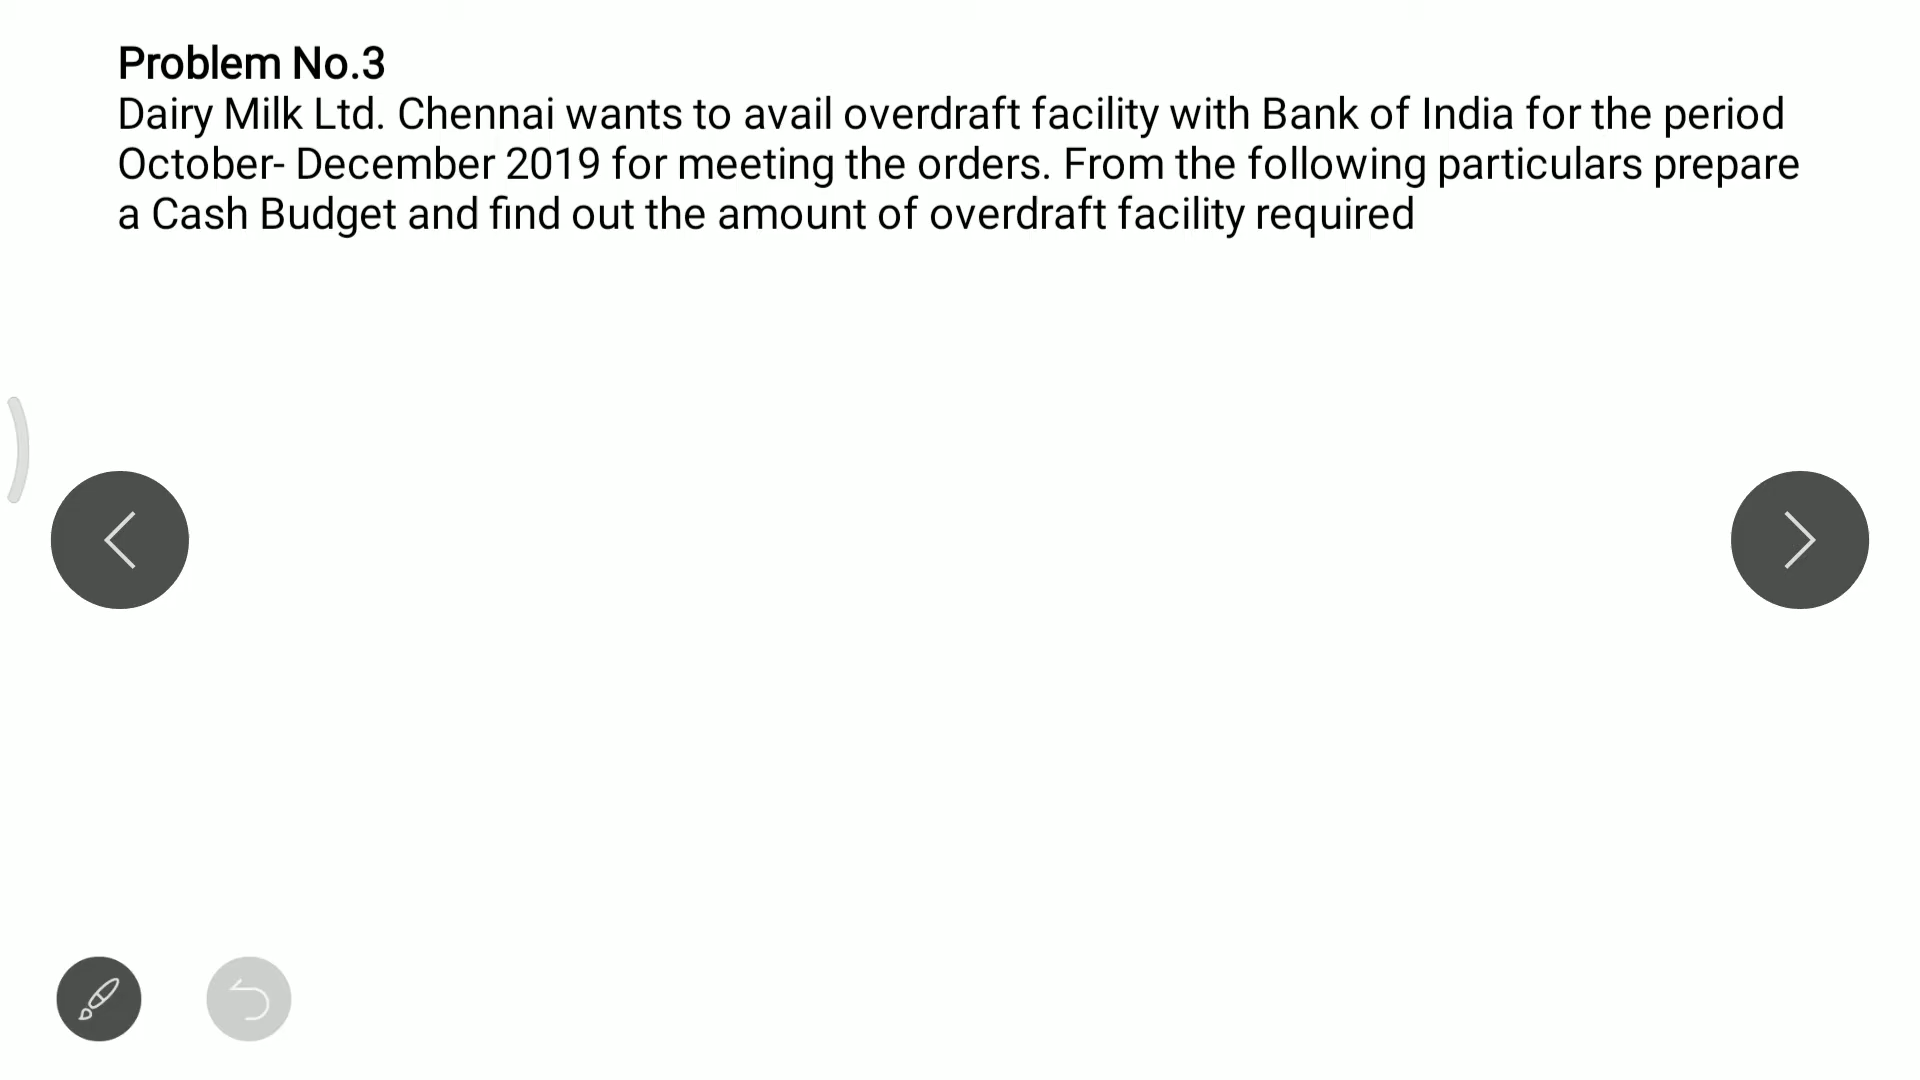 Problem No.3
Dairy Milk Ltd. Chennai wants to avail overdraft facility with Bank of India for the period
October- December 2019 for meeting the orders. From the following particulars prepare
a Cash Budget and find out the amount of overdraft facility required